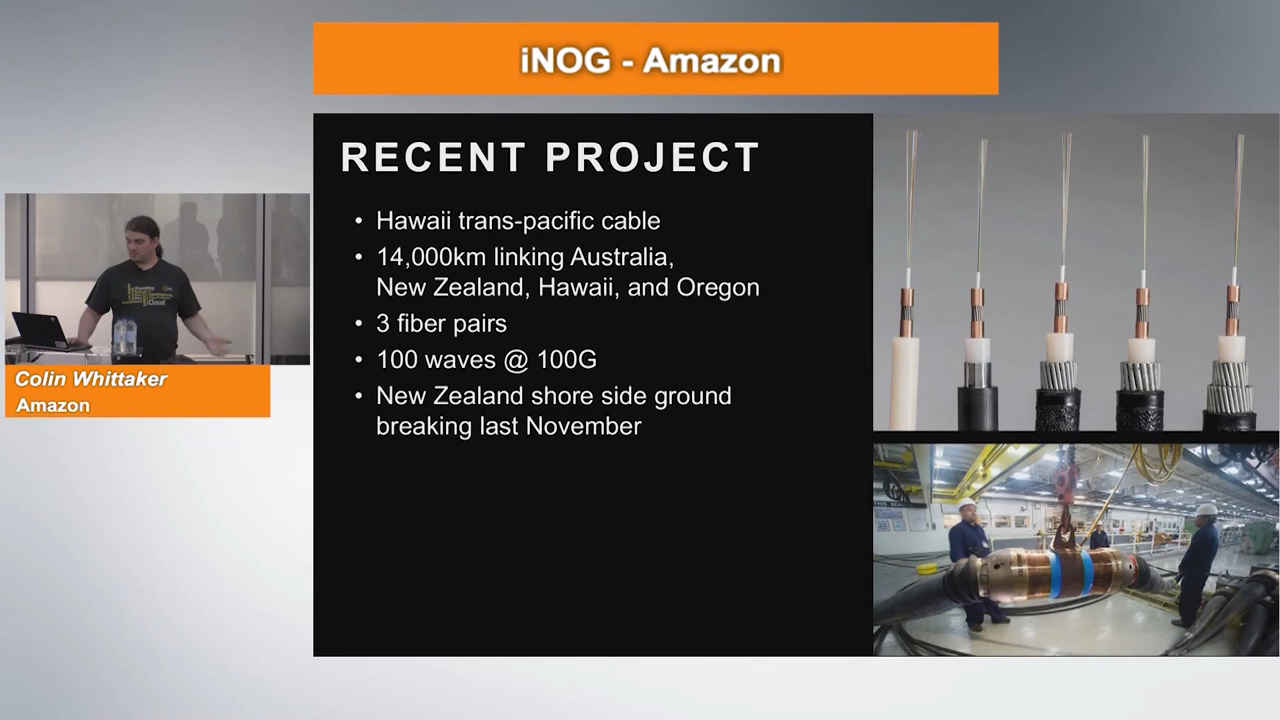 iNOG - Amazon
RECENT PROJECT
• Hawaii trans-pacific cable
• 14,000km linking Australia,
New Zealand, Hawaii, and Oregon
• 3 fiber pairs
• 100 waves @ 100G
• New Zealand shore side ground
breaking last November
Colin Whittaker
Amazon